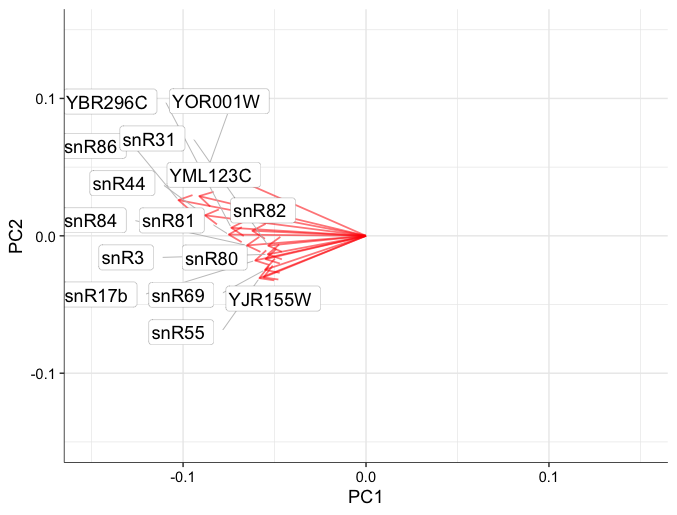 YBR296C
YOR001W
snR86
snR31
YML123C
snR44
snR82
snR84
snR81
snR3
snR80
snR17b
snR69
YJR155W
snR55
0.1
0.0
-0.1
PC2
-0.1
0.0
0.1
PC1